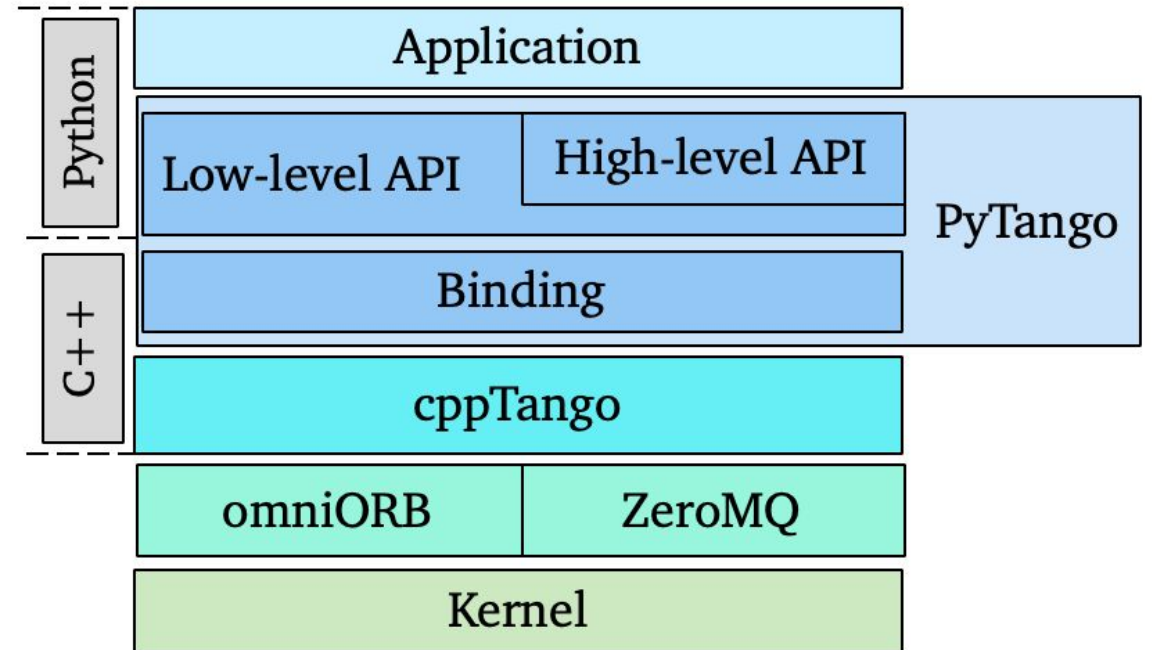 Python
Application
Low-level API
High-level API
PyTango
Binding
C++
cppTango
omniORB
ZeroMQ
Kernel